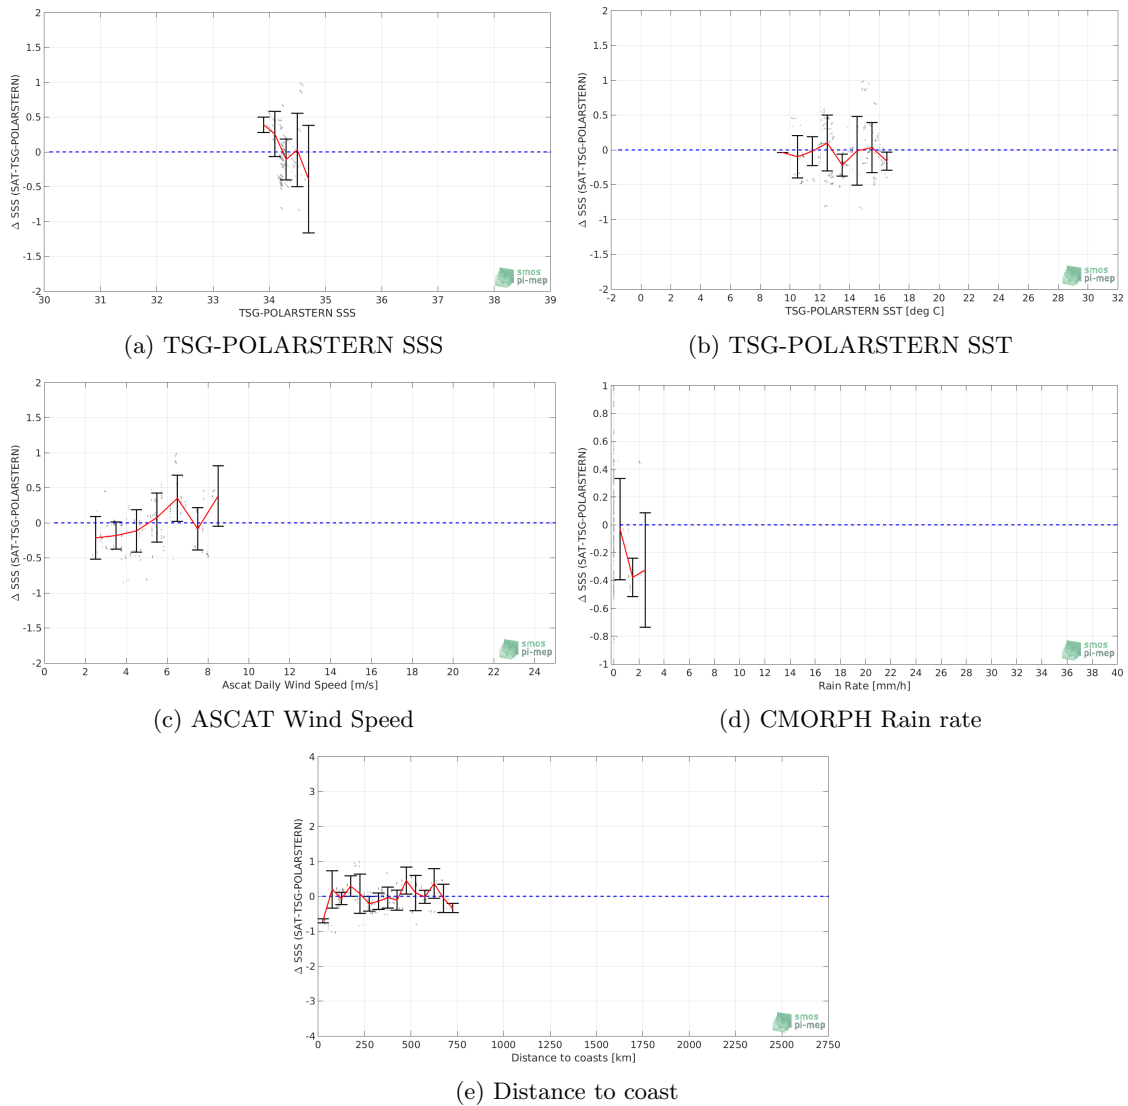 2
1.5
1
0.5
0
-0.5
-1
-1.5
-2
Δ SSS (SAT-TSG-POLARSTERN)
30 31 32 33 34 35 36 37 38 39
TSG-POLARSTERN SSS
smos
pi-mep
(a) TSG-POLARSTERN SSS
2
1.5
1
0.5
0
-0.5
-1
-1.5
-2
Δ SSS (SAT-TSG-POLARSTERN)
-2 0 2 4 6 8 10 12 14 16 18 20 22 24 26 28 30 32
TSG-POLARSTERN SST [deg C]
smos
pi-mep
(b) TSG-POLARSTERN SST
2
1.5
1
0.5
0
-0.5
-1
-1.5
-2
Δ SSS (SAT-TSG-POLARSTERN)
0 2 4 6 8 10 12 14 16 18 20 22 24
Ascat Daily Wind Speed [m/s]
smos
pi-mep
(c) ASCAT Wind Speed
1
0.8
0.6
0.4
0.2
0
-0.2
-0.4
-0.6
-0.8
-1
Δ SSS (SAT-TSG-POLARSTERN)
0 2 4 6 8 10 12 14 16 18 20 22 24 26 28 30 32 34 36 38 40
Rain Rate [mm/h]
smos
pi-mep
(d) CMORPH Rain rate
4
3
2
1
0
-1
-2
-3
-4
Δ SSS (SAT-TSG-POLARSTERN)
0 250 500 750 1000 1250 1500 1750 2000 2250 2500 2750
Distance to coasts [km]
smos
pi-mep
(e) Distance to coast